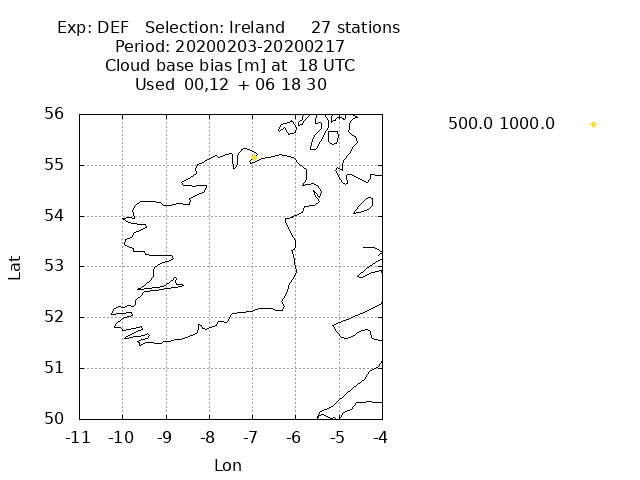 Exp: DEF Selection: Ireland 27 stations
Period: 20200203-20200217
Cloud base bias [m] at 18 UTC
Used 00,12 + 06 18 30
500.0 1000.0
56
55
54
53
52
51
50
Lat
-11 -10 -9 -8 -7 -6 -5 -4
Lon